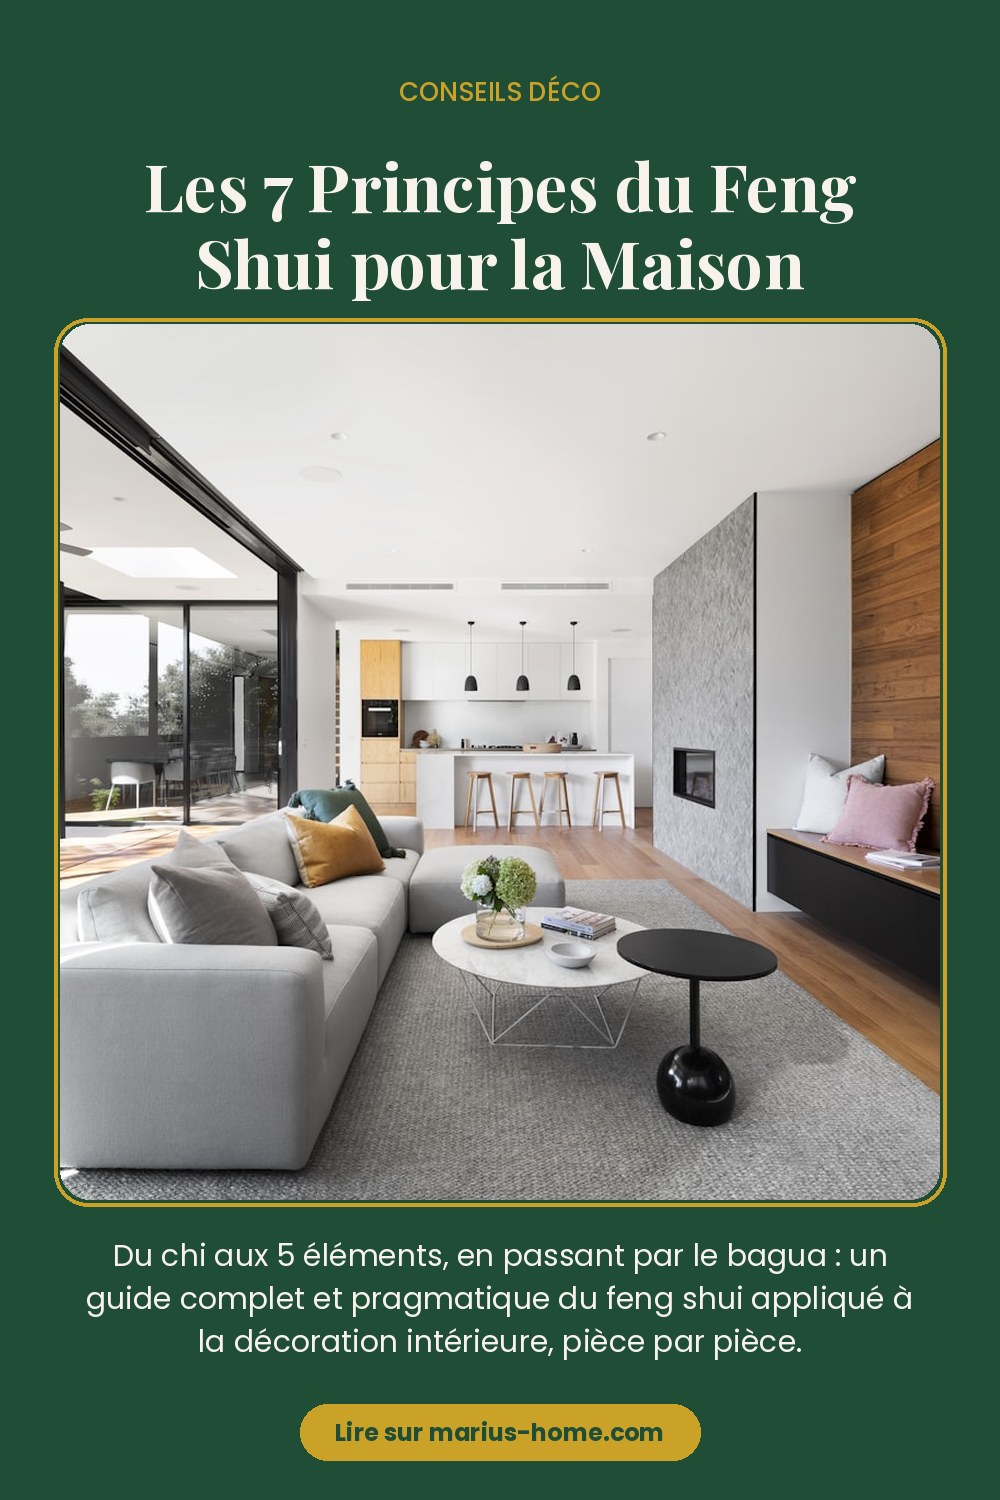 CONSEILS DÉCO
Les 7 Principes du Feng
Shui pour la Maison
Du chi aux 5 éléments, en passant par le bagua : un
guide complet et pragmatique du feng shui appliqué à
la décoration intérieure, pièce par pièce.
Lire sur marius-home.com